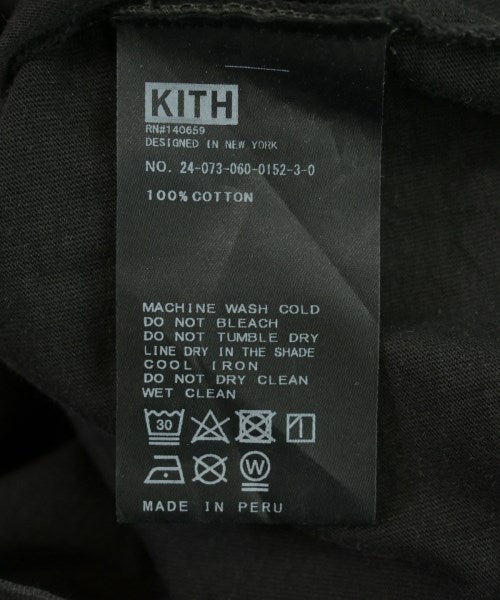 KITH
RN#140659
DESIGNED IN NEW YORK
NO. 24-073-060-0152-3-0
100% COTTON
MACHINE WASH COLD
DO NOT BLEACH
DO NOT TUMBLE DRY
LINE DRY IN THE SHADE
COOL IRON
DO NOT DRY CLEAN
WET CLEAN
30
W
MADE IN PERU